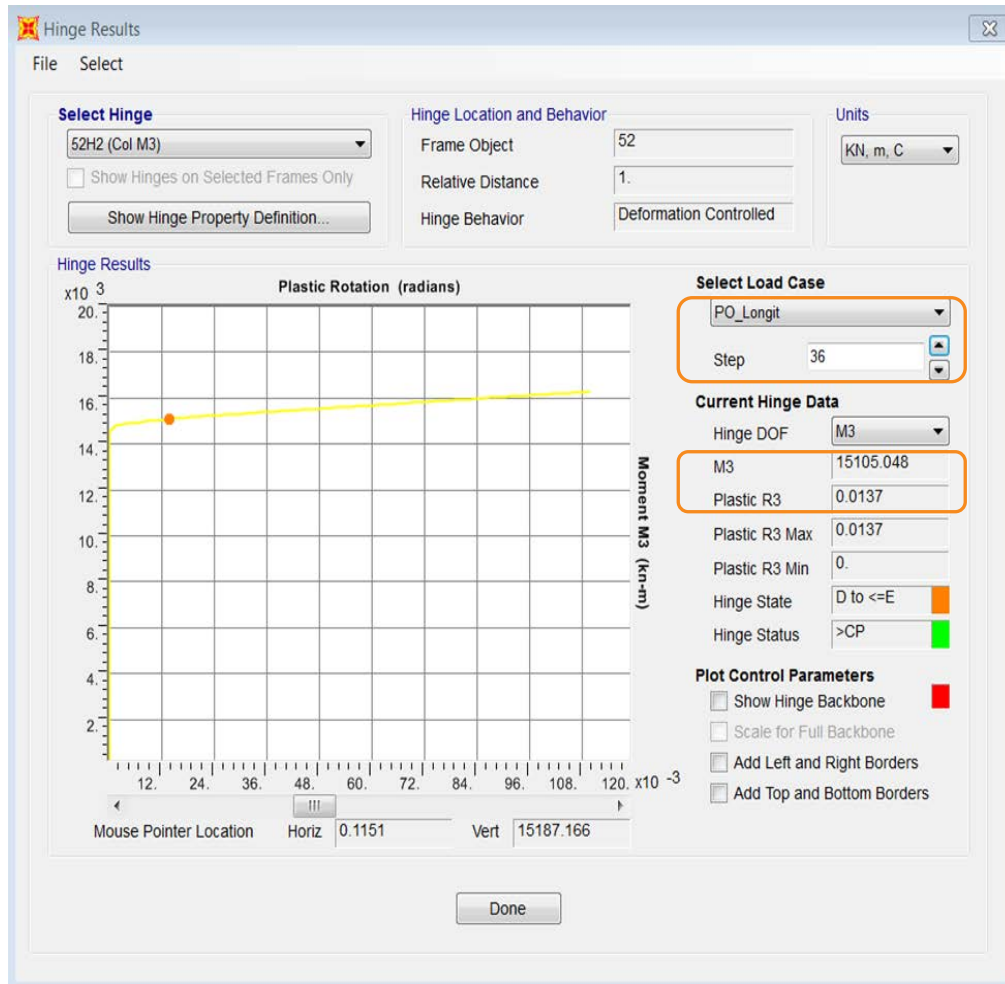 Hinge Results
File Select
Select Hinge
52H2 (Col M3)
Show Hinges on Selected Frames Only
Show Hinge Property Definition...
Hinge Location and Behavior
Frame Object 52
Relative Distance 1.
Hinge Behavior Deformation Controlled
Units
KN, m, C
Hinge Results
x10 3
Plastic Rotation (radians)
20.
18.
16.
14.
12.
10.
8.
6.
4.
2.
12. 24. 36. 48. 60. 72. 84. 96. 108. 120. x10 -3
Moment M3 (kn-m)
Mouse Pointer Location Horiz 0.1151 Vert 15187.166
Select Load Case
PO_Longit
Step 36
Current Hinge Data
Hinge DOF M3
M3 15105.048
Plastic R3 0.0137
Plastic R3 Max 0.0137
Plastic R3 Min 0.
Hinge State D to <=E
Hinge Status >CP
Plot Control Parameters
Show Hinge Backbone
Scale for Full Backbone
Add Left and Right Borders
Add Top and Bottom Borders
Done